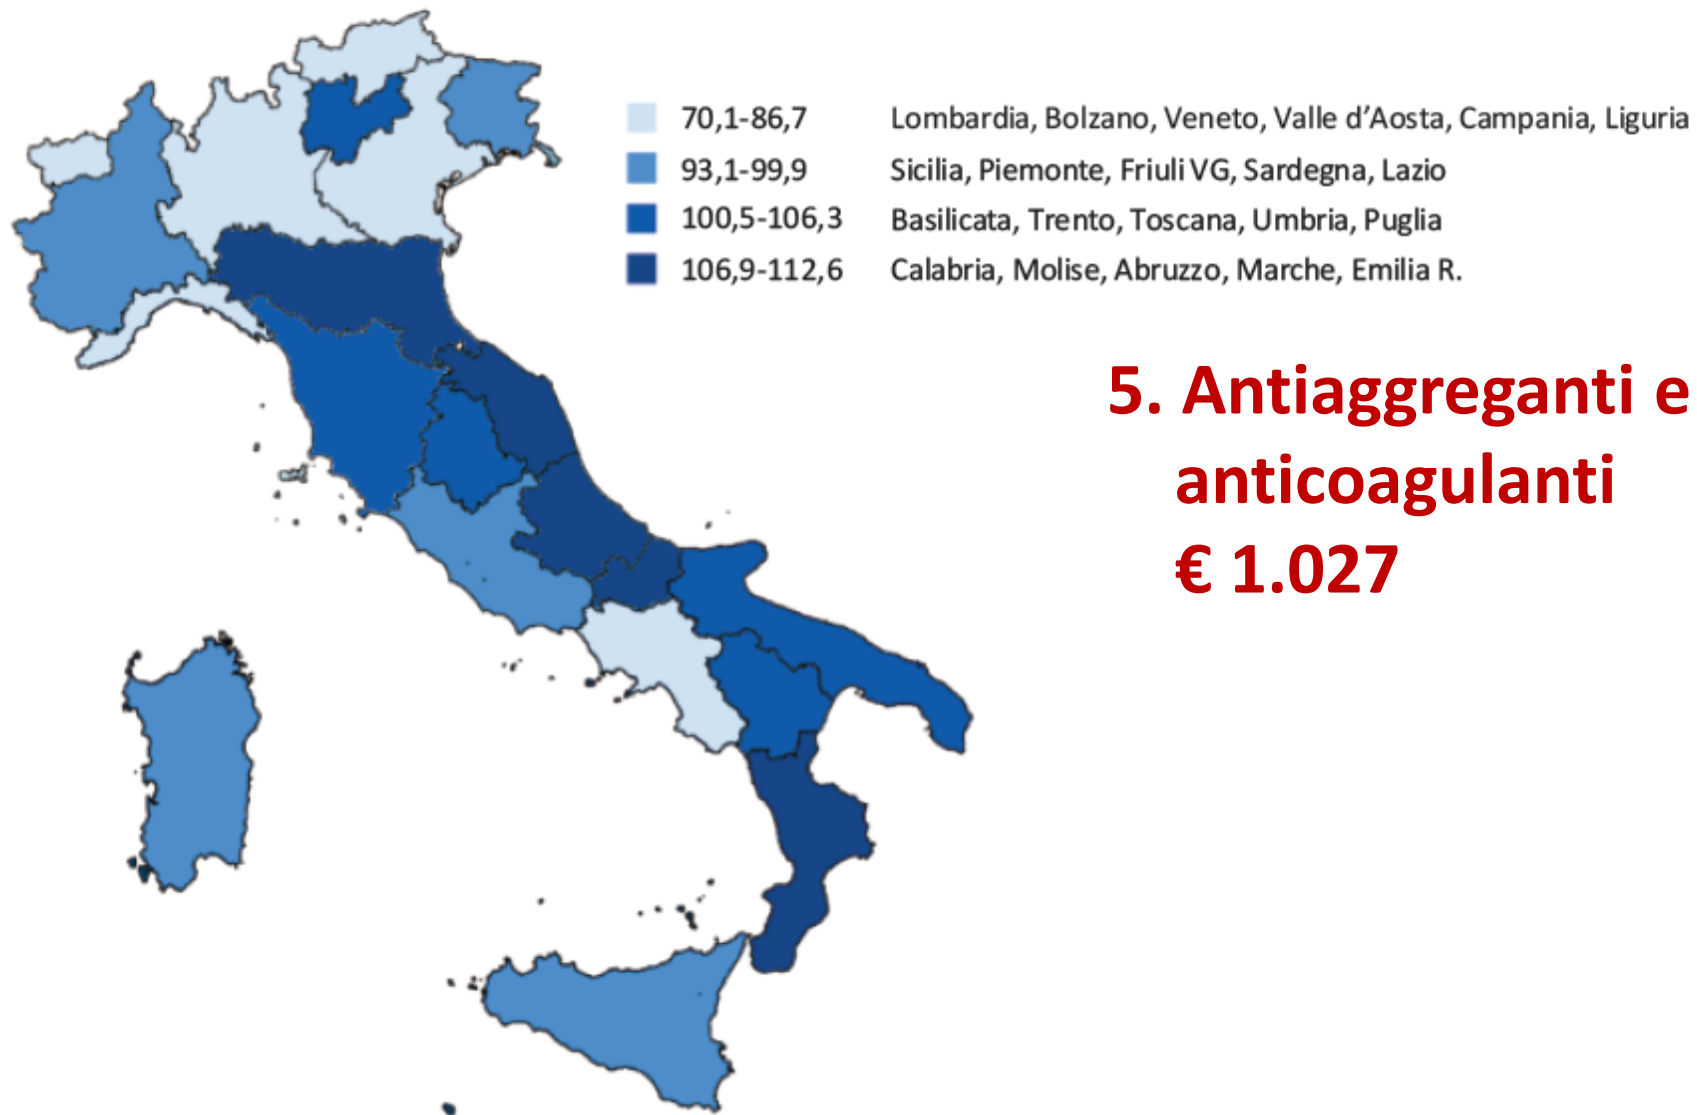 70,1-86,7 Lombardia, Bolzano, Veneto, Valle d’Aosta, Campania, Liguria
93,1-99,9 Sicilia, Piemonte, Friuli VG, Sardegna, Lazio
100,5-106,3 Basilicata, Trento, Toscana, Umbria, Puglia
106,9-112,6 Calabria, Molise, Abruzzo, Marche, Emilia R.
5. Antiaggreganti e
anticoagulanti
€ 1.027